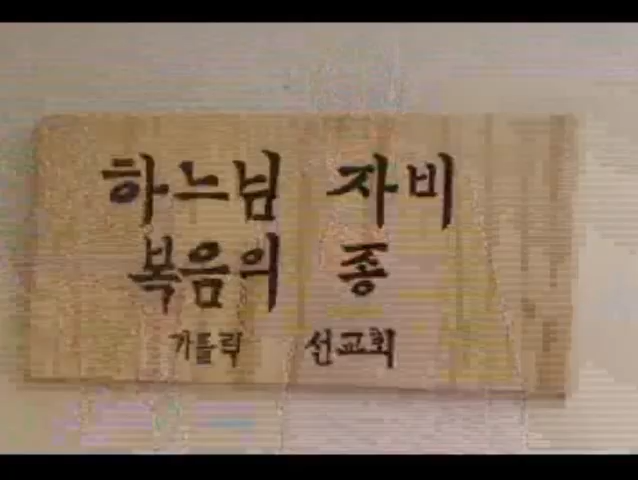 하느님 자비
복음의 종
가톨릭 선교회